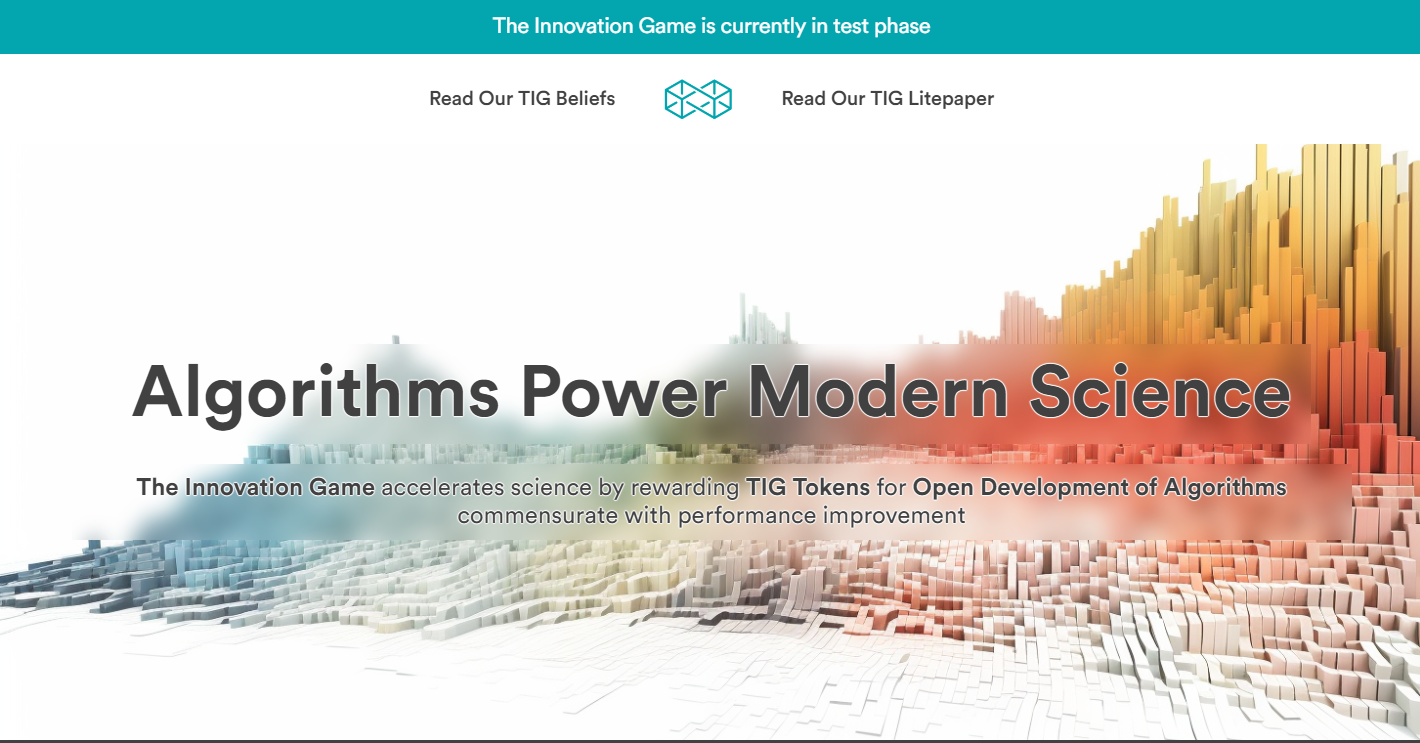 The Innovation Game is currently in test phase
Read Our TIG Beliefs
Read Our TIG Litepaper
Algorithms Power Modern Science
The Innovation Game accelerates science by rewarding TIG Tokens for Open Development of Algorithms
commensurate with performance improvement